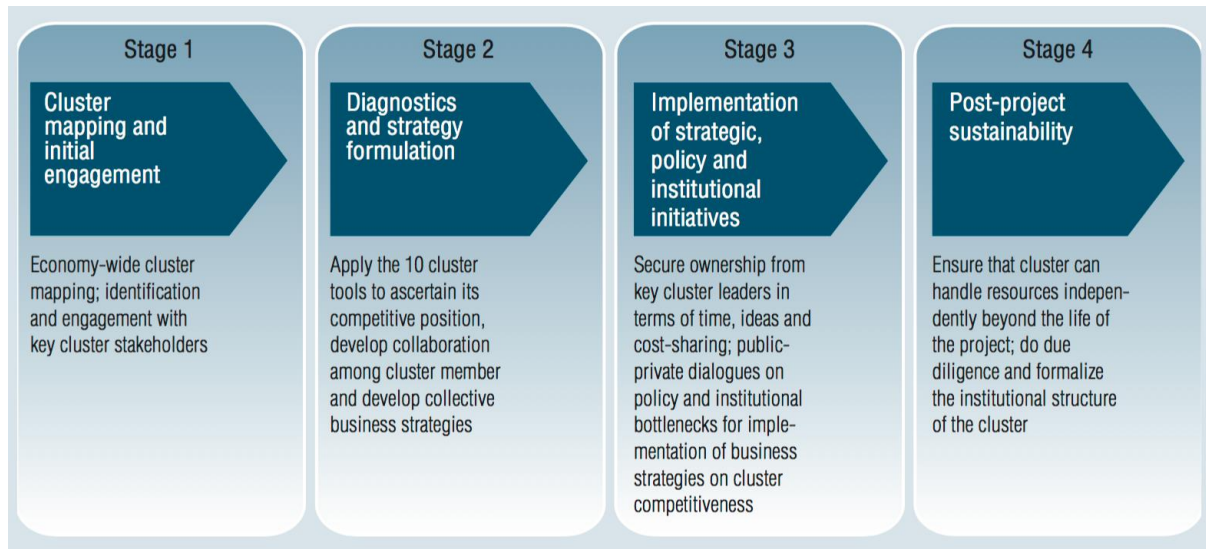 Stage 1
Cluster
mapping and
initial
engagement
Economy-wide cluster
mapping; identification
and engagement with
key cluster stakeholders
Stage 2
Diagnostics
and strategy
formulation
Apply the 10 cluster
tools to ascertain its
competitive position,
develop collaboration
among cluster member
and develop collective
business strategies
Stage 3
Implementation
of strategic,
policy and
institutional
initiatives
Secure ownership from
key cluster leaders in
terms of time, ideas and
cost-sharing; public-
private dialogues on
policy and institutional
bottlenecks for imple-
mentation of business
strategies on cluster
competitiveness
Stage 4
Post-project
sustainability
Ensure that cluster can
handle resources indepen-
dently beyond the life of
the project; do due
diligence and formalize
the institutional structure
of the cluster